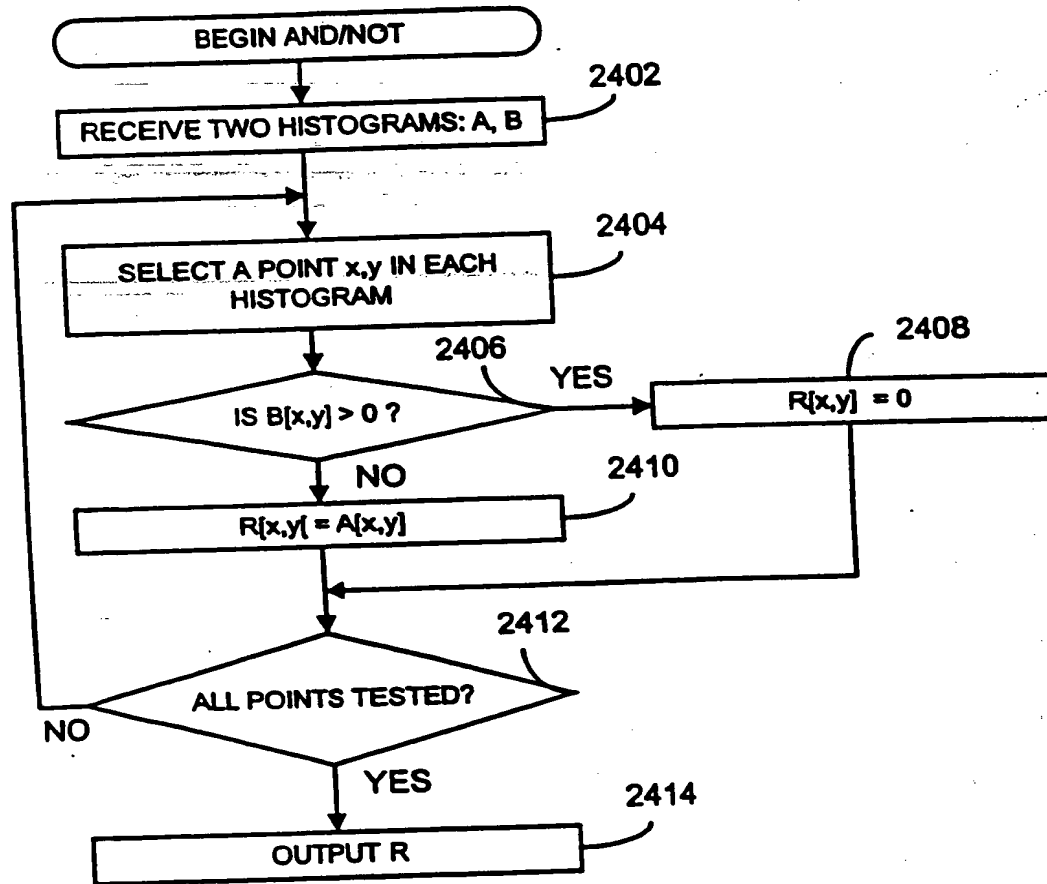 BEGIN AND/NOT
2402
RECEIVE TWO HISTOGRAMS: A, B
2404
SELECT A POINT x,y IN EACH
HISTOGRAM
2406
YES
2408
IS B[x,y] > 0 ?
R[x,y] = 0
NO
2410
R[x,y[ = A[x,y]
2412
ALL POINTS TESTED?
NO
YES
2414
OUTPUT R